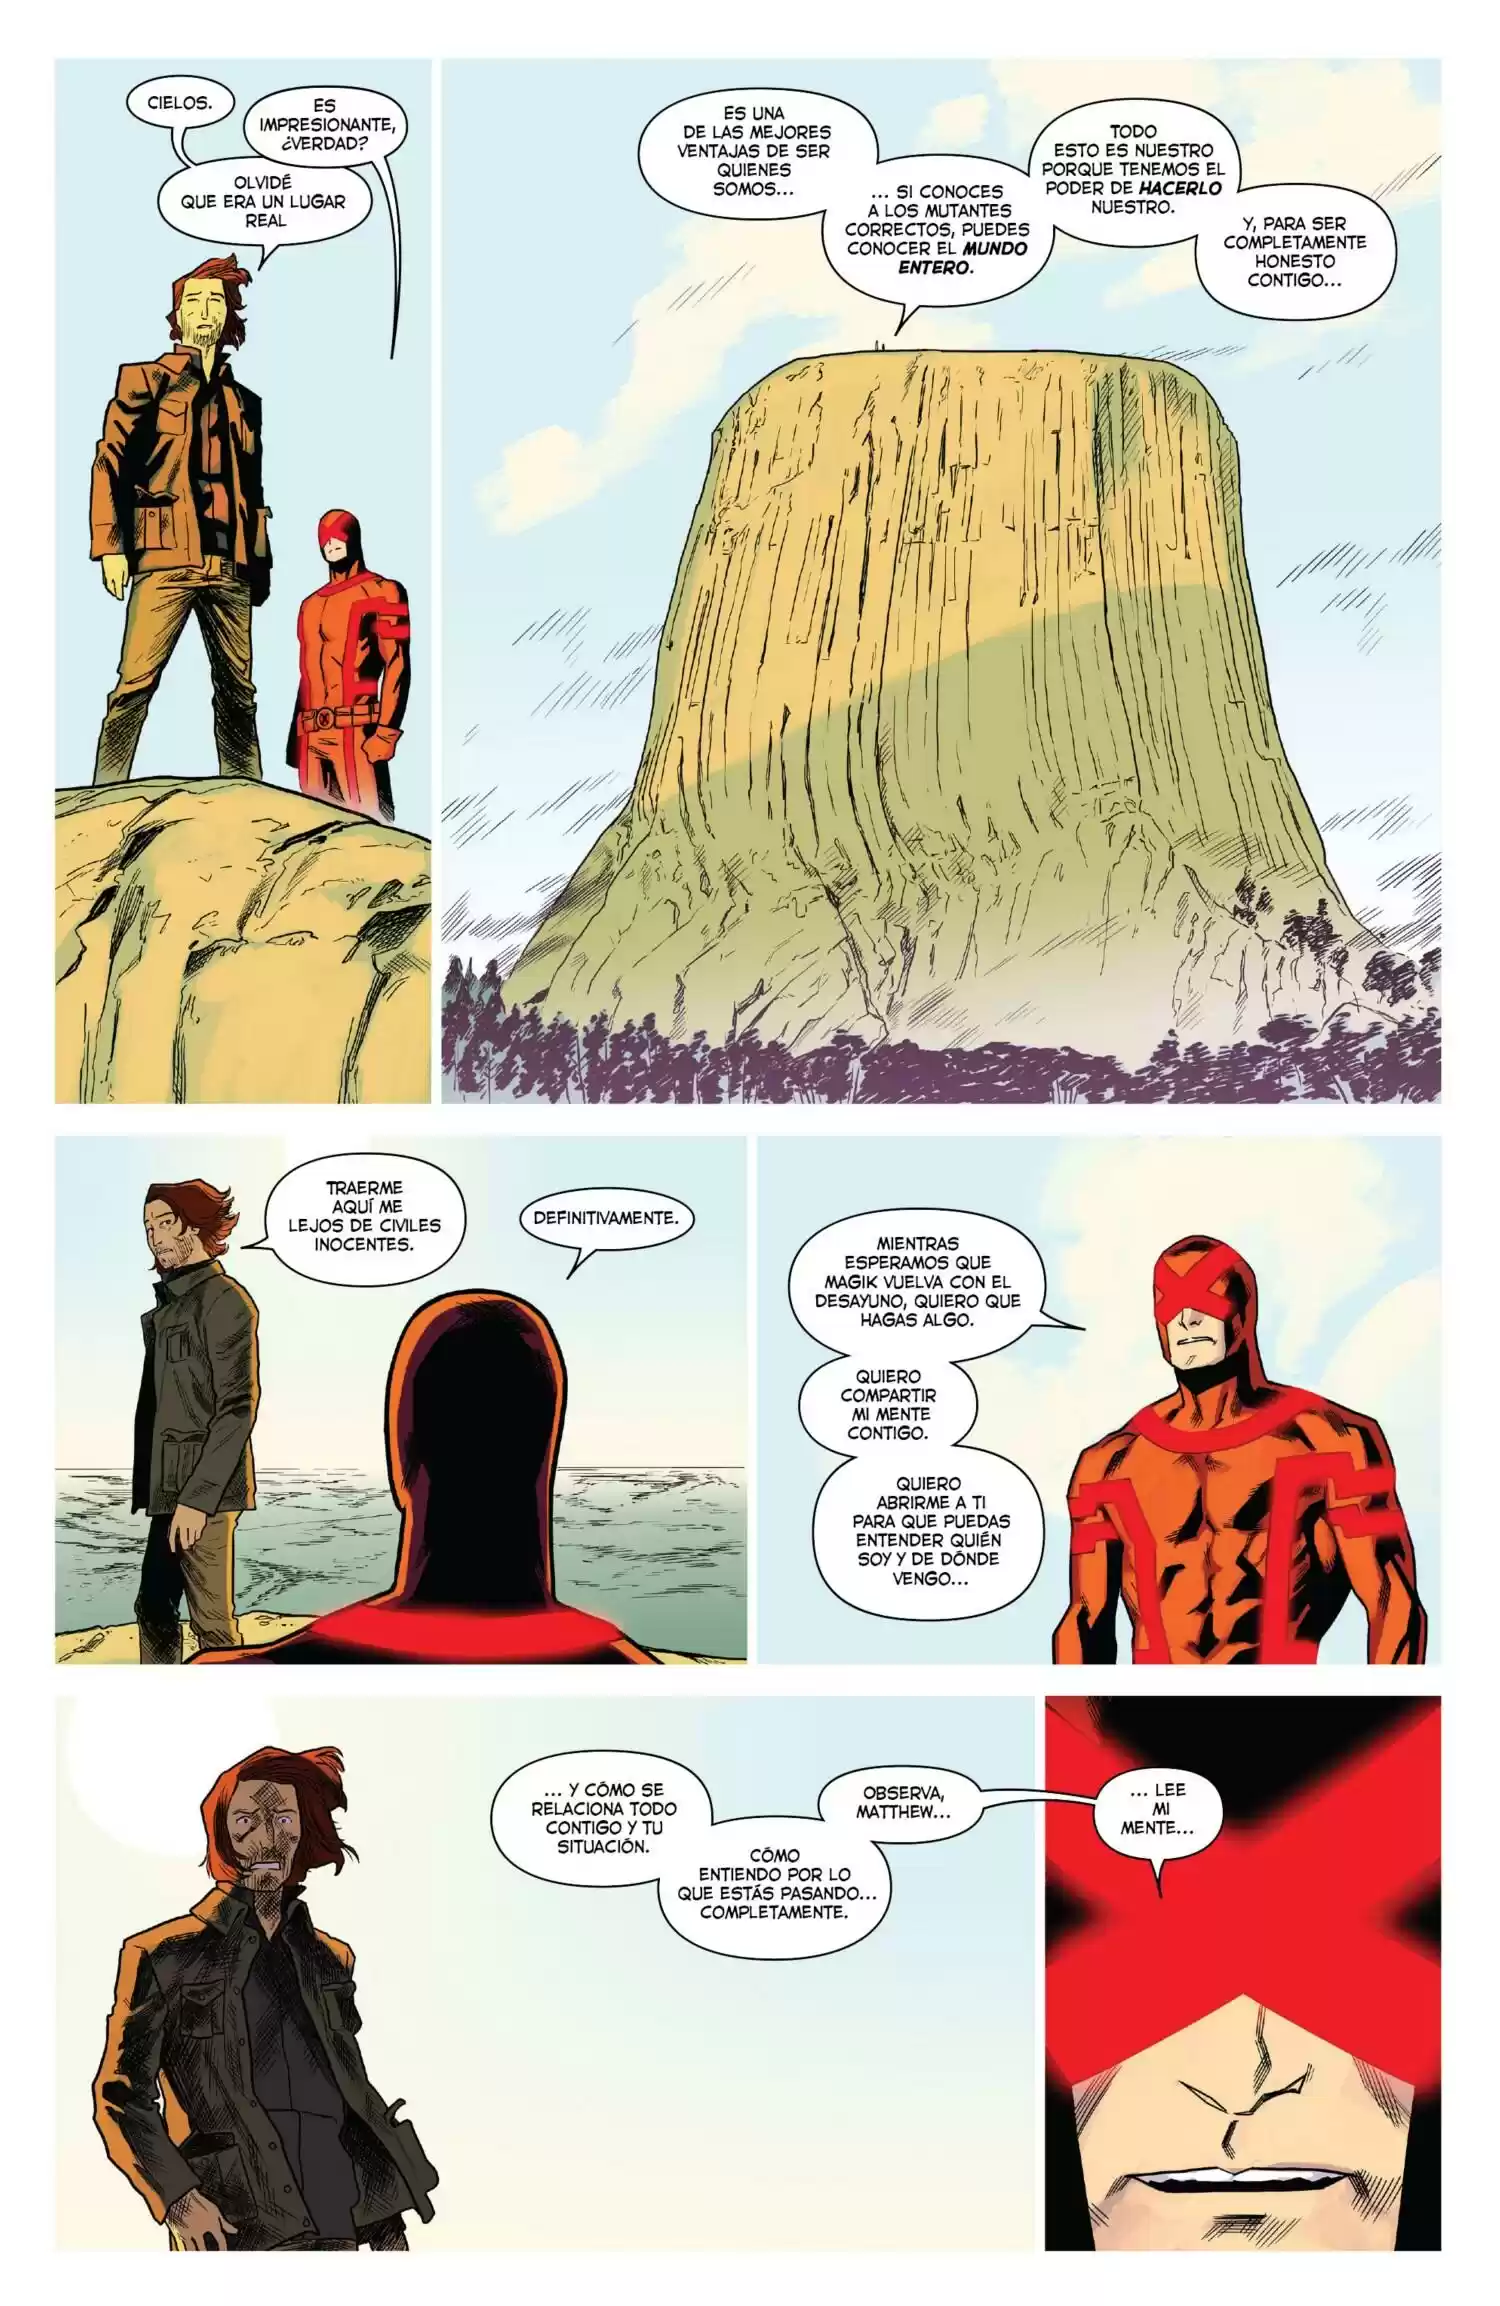 CIELOS.
OLVIDÉ
QUE ERA UN LUGAR
REAL
ES
IMPRESIONANTE,
¿VERDAD?
ES UNA
DE LAS MEJORES
VENTAJAS DE SER
QUIENES
SOMOS...
... SI CONOCES
A LOS MUTANTES
CORRECTOS, PUEDES
CONOCER EL MUNDO
ENTERO.
TODO
ESTO ES NUESTRO
PORQUE TENEMOS EL
PODER DE HACERLO
NUESTRO.
Y, PARA SER
COMPLETAMENTE
HONESTO
CONTIGO...
TRAERME
AQUÍ ME
LEJOS DE CIVILES
INOCENTES.
DEFINITIVAMENTE.
MIENTRAS
ESPERAMOS QUE
MAGIK VUELVA CON EL
DESAYUNO, QUIERO QUE
HAGAS ALGO.
QUIERO
COMPARTIR
MI MENTE
CONTIGO.
QUIERO
ABRIRME A TI
PARA QUE PUEDAS
ENTENDER QUIÉN
SOY Y DE DÓNDE
VENGO...
... Y CÓMO SE
RELACIONA TODO
CONTIGO Y TU
SITUACIÓN.
CÓMO
ENTIENDO POR LO
QUE ESTÁS PASANDO...
COMPLETAMENTE.
OBSERVA,
MATTHEW...
... LEE
MI
MENTE...